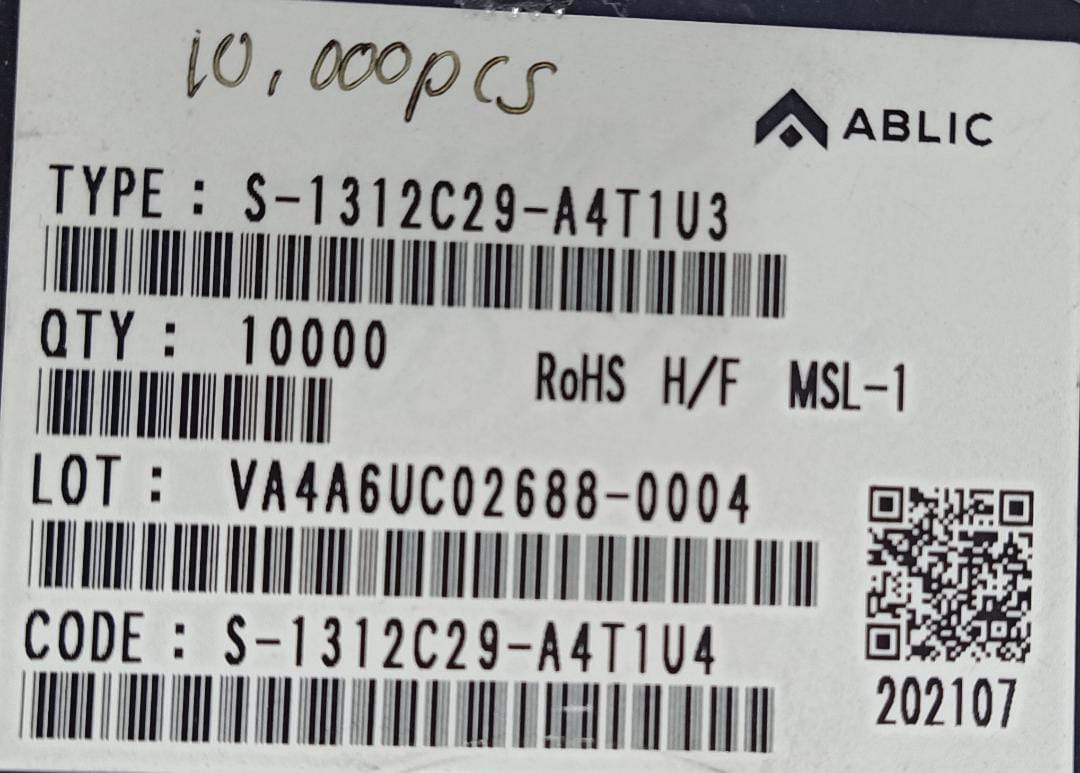 10,000pcs
ABLIC
TYPE : S-1312C29-A4T1U3
QTY : 10000
RoHS H/F MSL-1
LOT : VA4A6UC02688-0004
CODE : S-1312C29-A4T1U4
202107